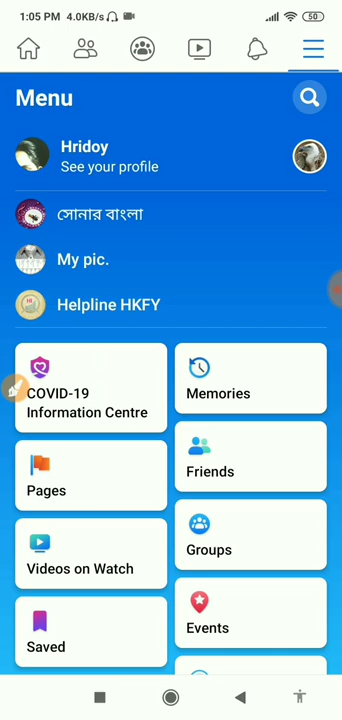 1:05 PM 4.0KB/s
50
Menu
Hridoy
See your profile
সোনার বাংলা
My pic.
Helpline HKFY
COVID-19
Information Centre
Memories
Friends
Pages
Groups
Videos on Watch
Events
Saved